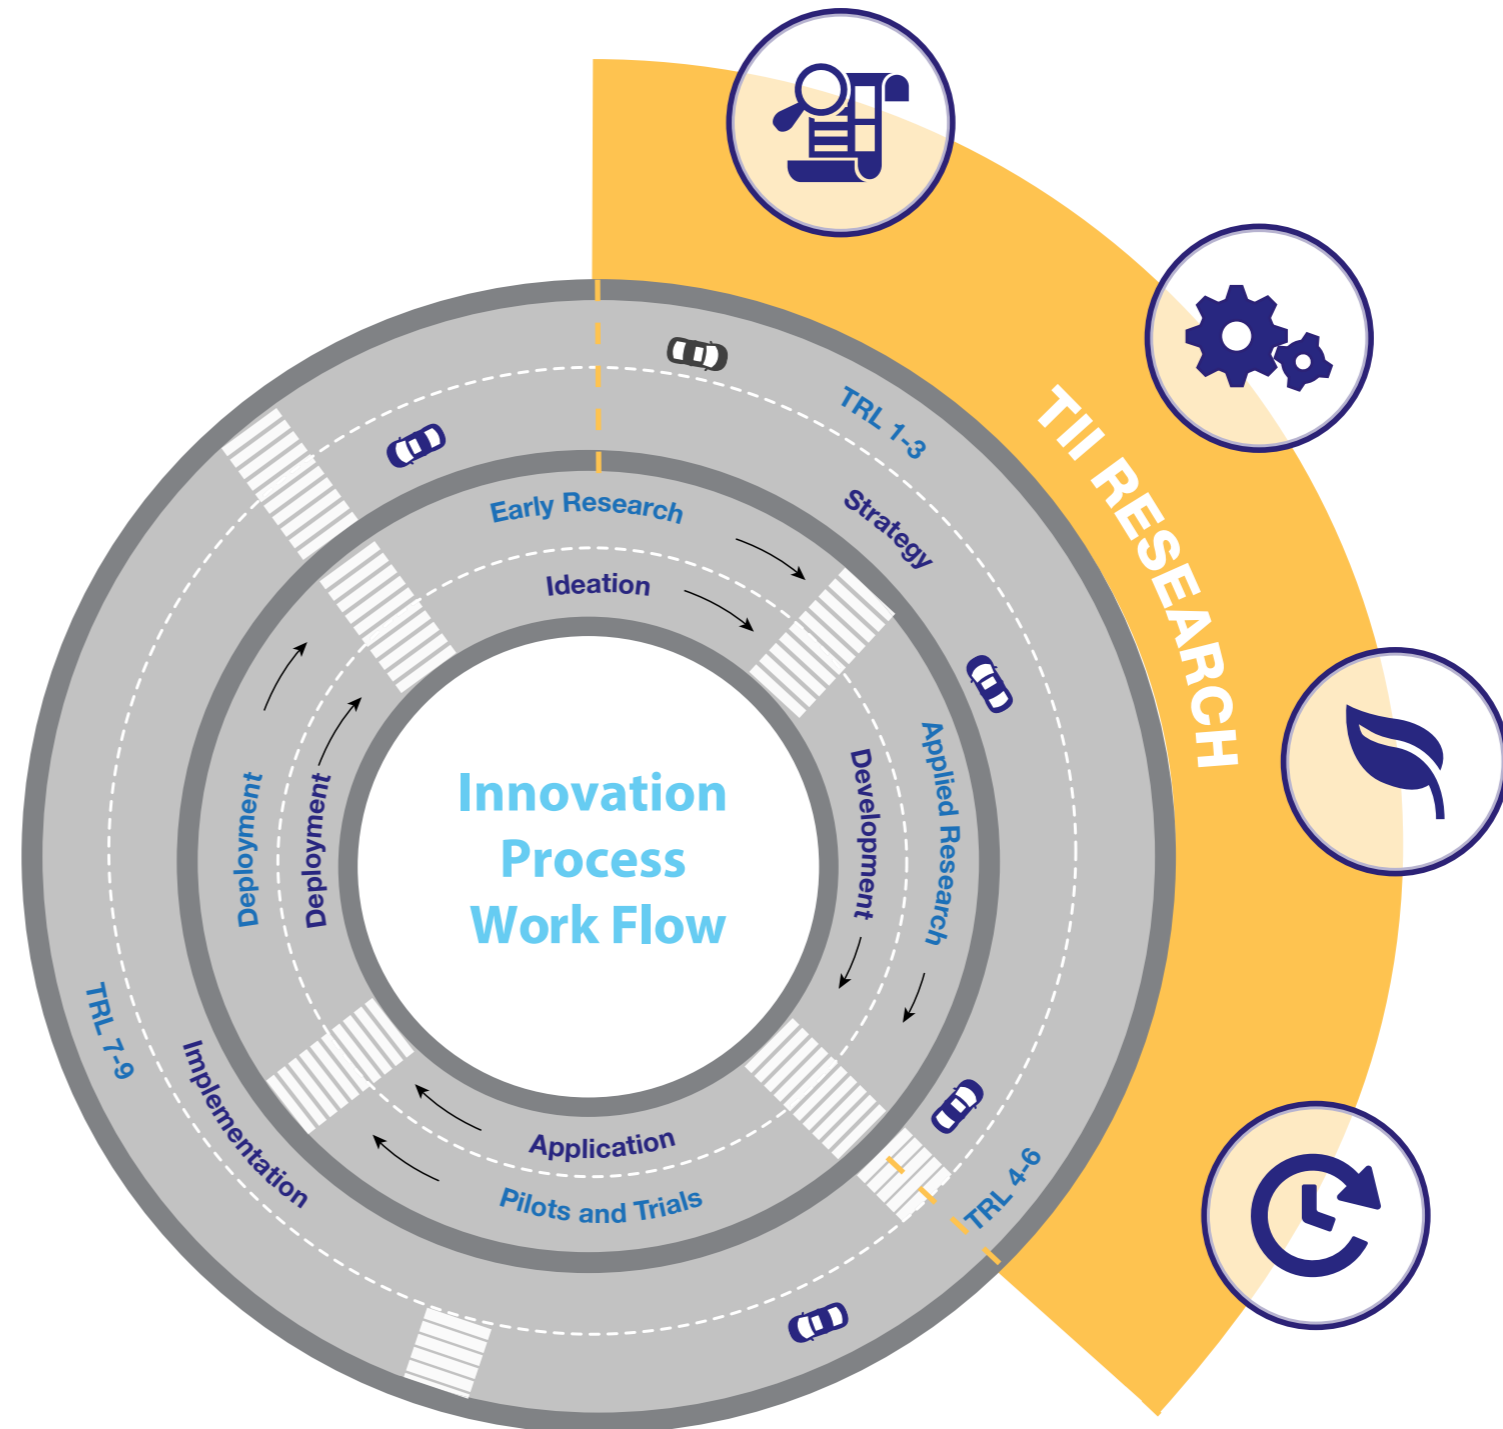 TII RESEARCH
TRL 1-3
Strategy
Early Research
Ideation
Applied Research
Development
Innovation
Process
Work Flow
Deployment
Deployment
TRL 7-9
Implementation
Application
Pilots and Trials
TRL 4-6